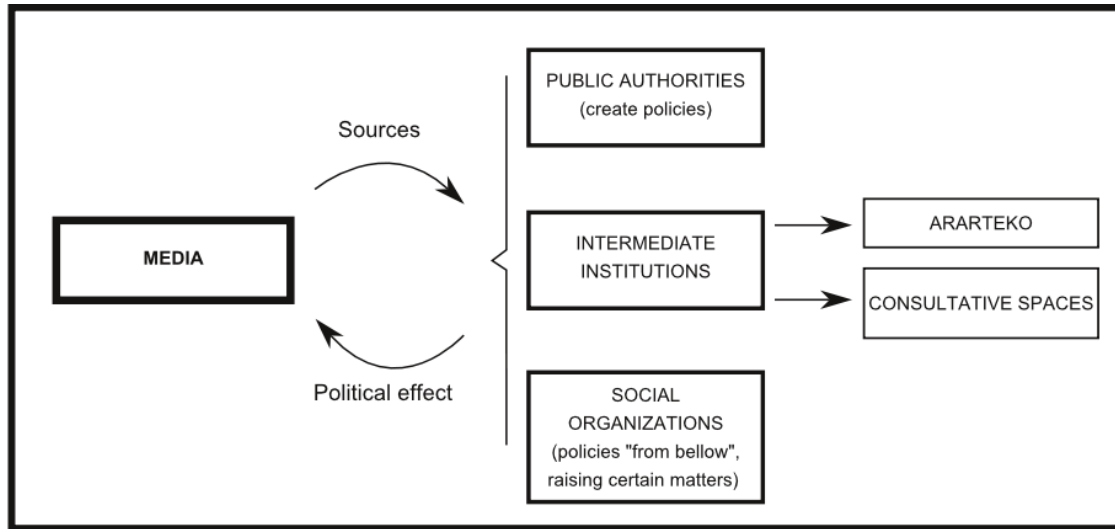 PUBLIC AUTHORITIES
(create policies)
Sources
MEDIA
INTERMEDIATE
INSTITUTIONS
ARARTEKO
CONSULTATIVE SPACES
Political effect
SOCIAL
ORGANIZATIONS
(policies "from bellow",
raising certain matters)